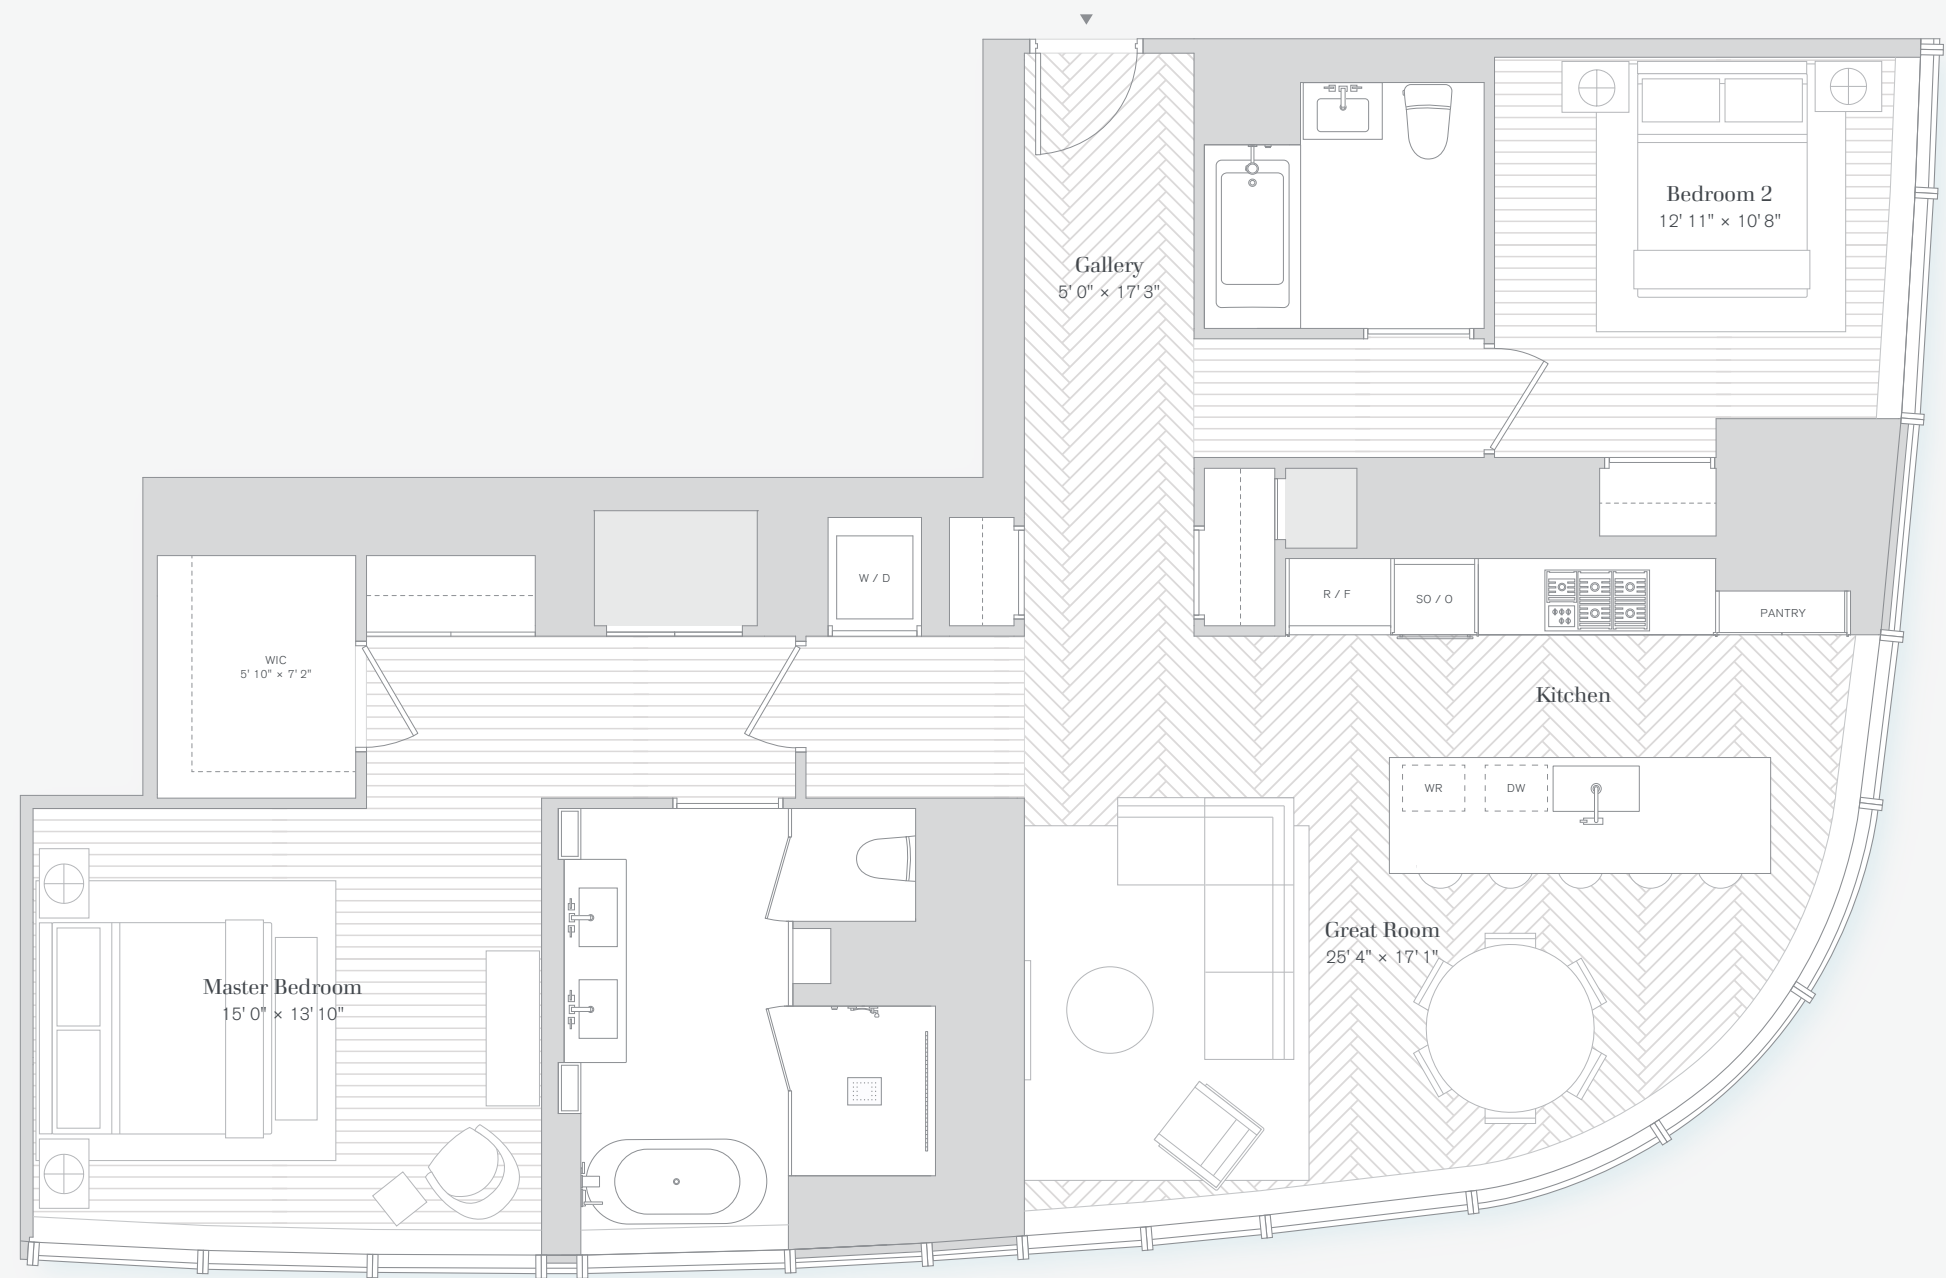 Bedroom 2
12' 11" × 10' 8"
Gallery
5' 0" × 17' 3"
W / D
R / F
SO / O
PANTRY
WIC
5' 10" × 7' 2"
Kitchen
WR
DW
Great Room
25' 4" × 17' 1"
Master Bedroom
15' 0" × 13' 10"